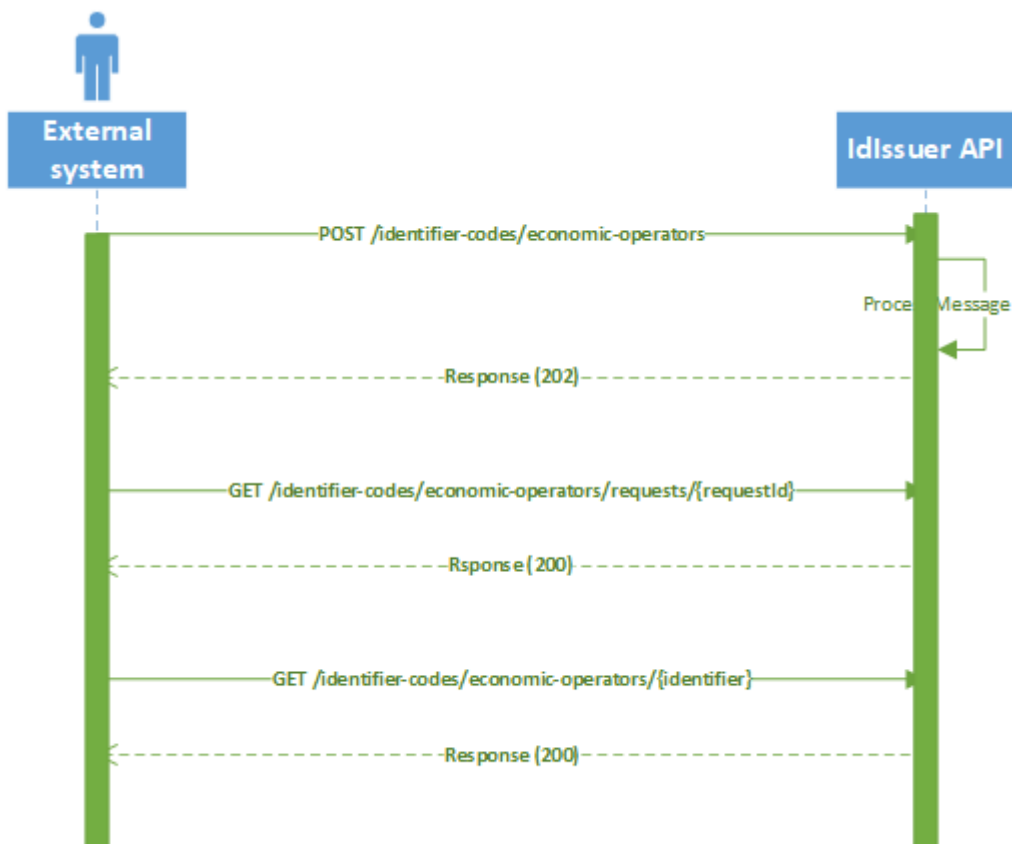 External
system
IdIssuer API
POST /identifier-codes/economic-operators
Proce Message
Response (202)
GET /identifier-codes/economic-operators/requests/{requestId}
Rsponse (200)
GET /identifier-codes/economic-operators/{identifier}
Response (200)